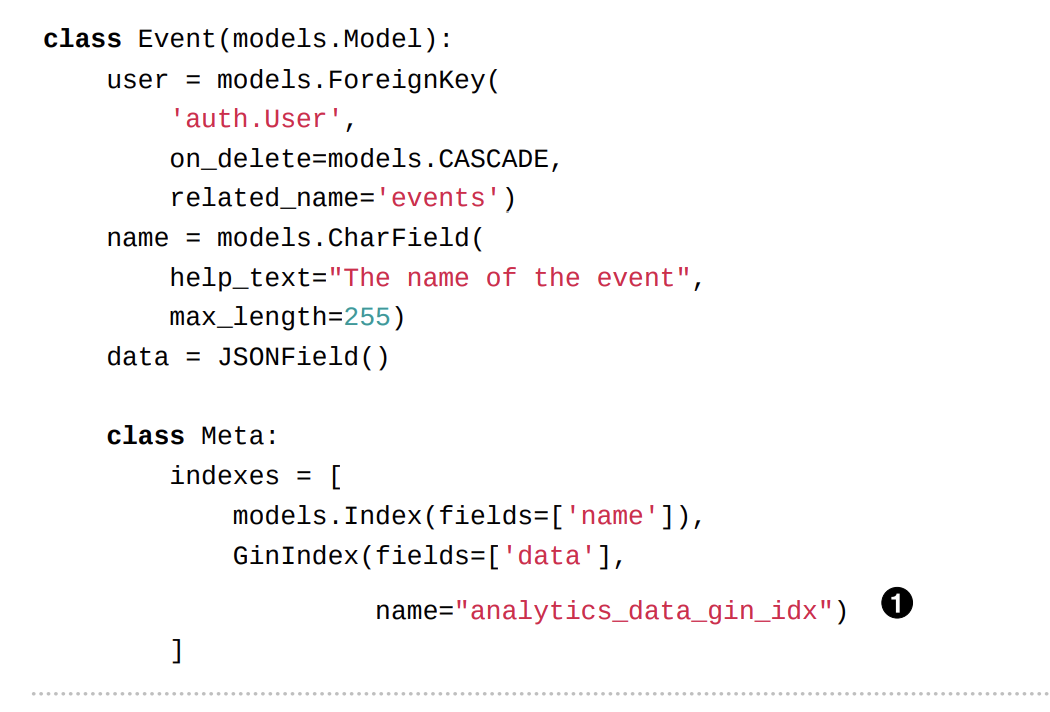 class Event(models.Model):
    user = models.ForeignKey(
        'auth.User',
        on_delete=models.CASCADE,
        related_name='events')
    name = models.CharField(
        help_text="The name of the event",
        max_length=255)
    data = JSONField()

    class Meta:
        indexes = [
            models.Index(fields=['name']),
            GinIndex(fields=['data'],
                     name="analytics_data_gin_idx") ❶
        ]